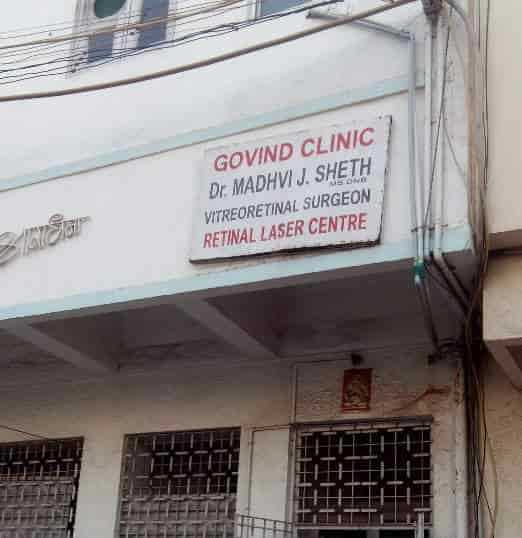 GOVIND CLINIC
Dr. MADHVI J. SHETH
MS DNB
VITREORETINAL SURGEON
RETINAL LASER CENTRE